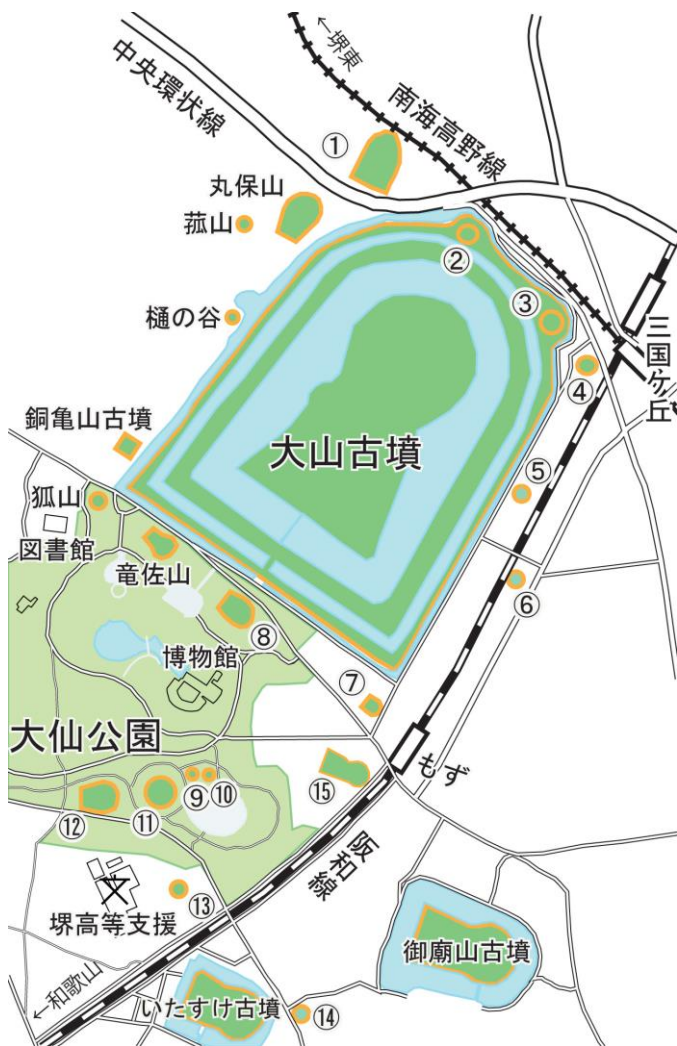 ←堺東
中央環状線
南海高野線
①
丸保山
菰山
②
③
樋の谷
三国ヶ丘
④
銅亀山古墳
大山古墳
⑤
狐山
図書館
竜佐山
⑥
⑧
博物館
⑦
大仙公園
もず
⑨
⑩
⑮
⑫
⑪
阪和線
堺高等支援
⑬
御廟山古墳
←和歌山
いたすけ古墳
⑭